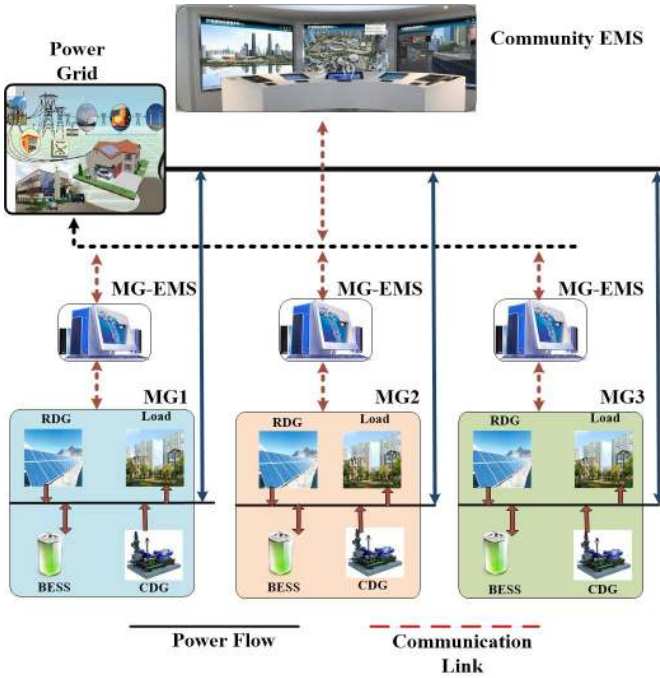 Power
Grid
Community EMS
MG-EMS
MG-EMS
MG-EMS
MG1
MG2
MG3
RDG
Load
RDG
Load
RDG
Load
BESS
CDG
BESS
CDG
BESS
CDG
Power Flow
Communication
Link